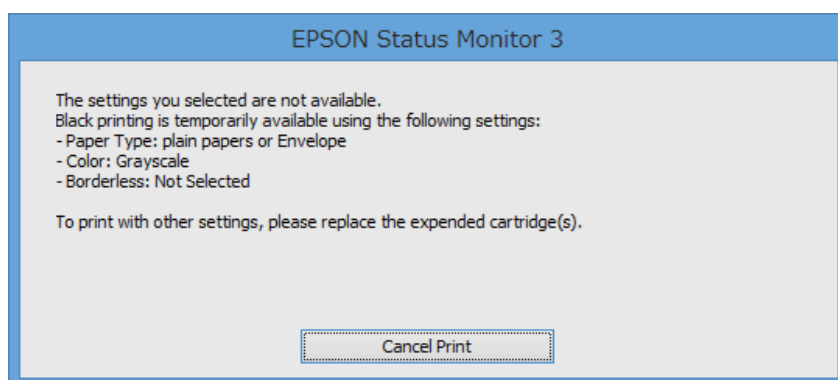 EPSON Status Monitor 3
The settings you selected are not available.
Black printing is temporarily available using the following settings:
- Paper Type: plain papers or Envelope
- Color: Grayscale
- Borderless: Not Selected
To print with other settings, please replace the expended cartridge(s).
Cancel Print